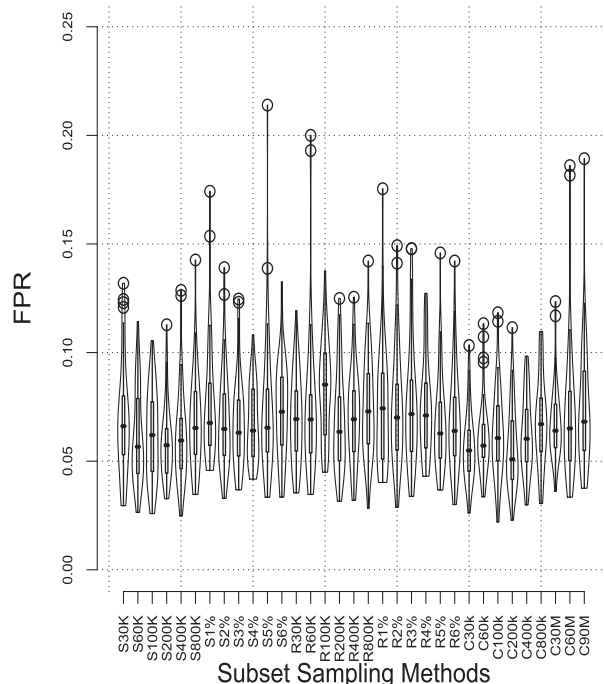 0.25
0.20
0.15
0.10
0.05
0.00
FPR
S30K
S60K
S100K
S200K
S400K
S800K
S1%
S2%
S3%
S4%
S5%
S6%
R30K
R60K
R100K
R200K
R400K
R800K
R1%
R2%
R3%
R4%
R5%
R6%
C30k
C60k
C100k
C200k
C400k
C800k
C30M
C60M
C90M
Subset Sampling Methods